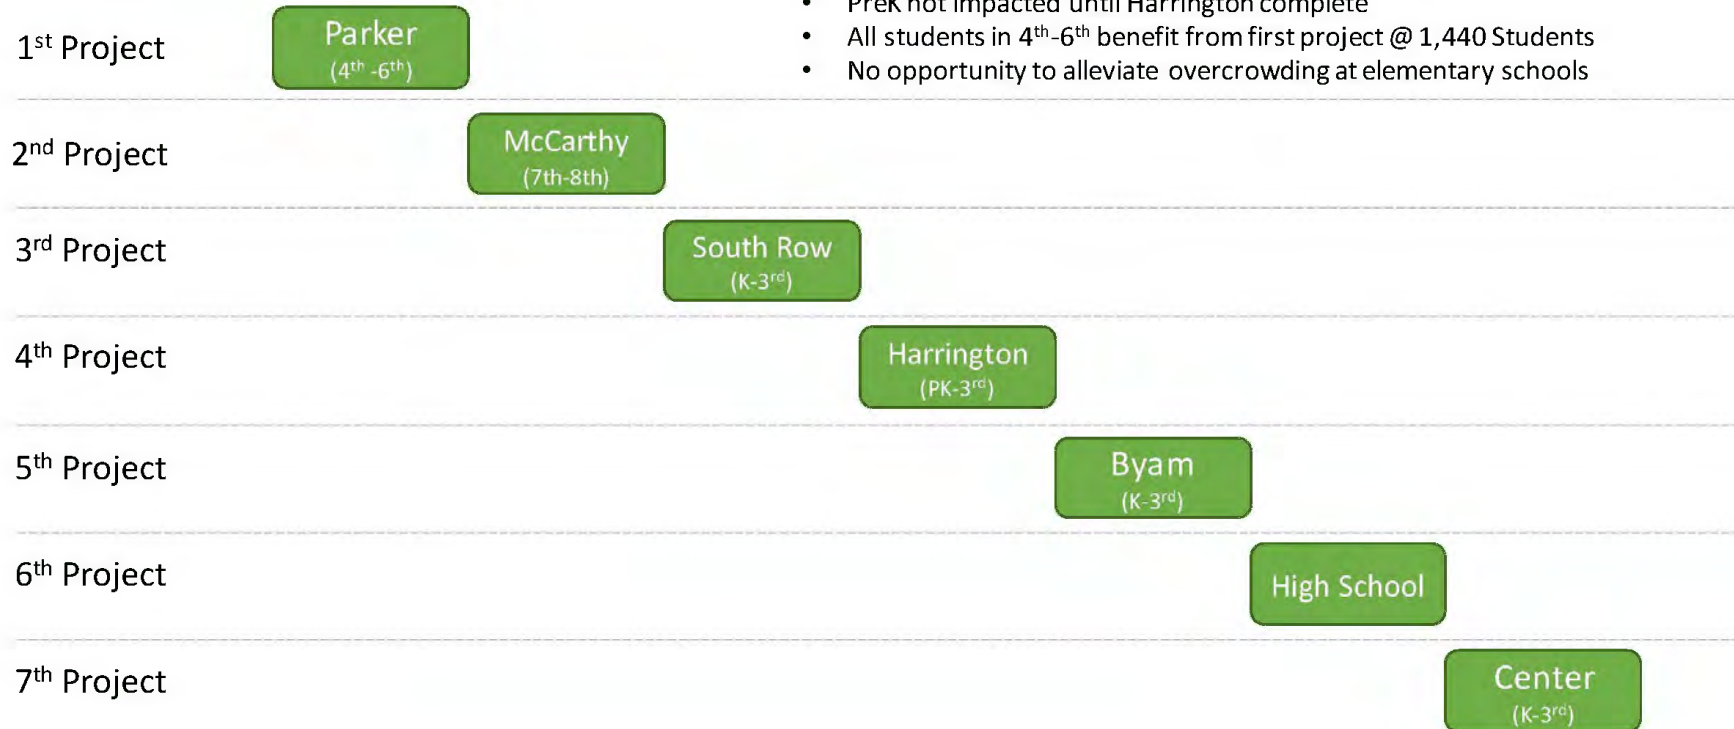 • PreK not impacted until Harrington complete
• All students in 4th-6th benefit from first project @ 1,440 Students
• No opportunity to alleviate overcrowding at elementary schools
1st Project
Parker
(4th -6th)
2nd Project
McCarthy
(7th-8th)
3rd Project
South Row
(K-3rd)
4th Project
Harrington
(PK-3rd)
5th Project
Byam
(K-3rd)
6th Project
High School
7th Project
Center
(K-3rd)